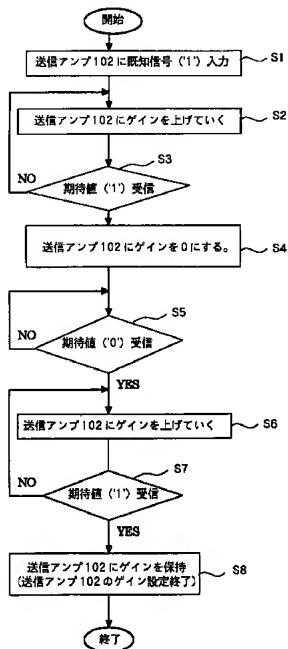 開始
送信アンプ102に既知信号（'1'）入力
S1
送信アンプ102にゲインを上げていく
S2
S3
NO
期待値（'1'）受信
送信アンプ102にゲインを0にする。
S4
S5
NO
期待値（'0'）受信
YES
送信アンプ102にゲインを上げていく
S6
S7
NO
期待値（'1'）受信
YES
送信アンプ102にゲインを保持
(送信アンプ102のゲイン設定終了)
S8
終了